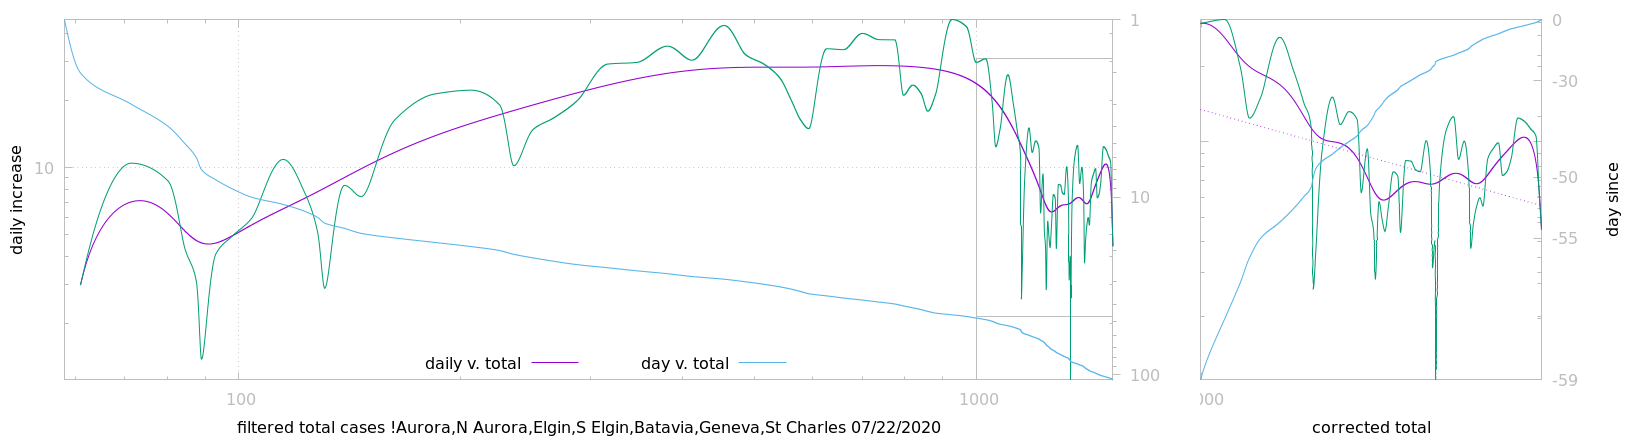 1
0
-30
daily increase
10
10
-50
day since
-55
daily v. total
day v. total
100
-59
100
1000
000
filtered total cases !Aurora,N Aurora,Elgin,S Elgin,Batavia,Geneva,St Charles 07/22/2020
corrected total